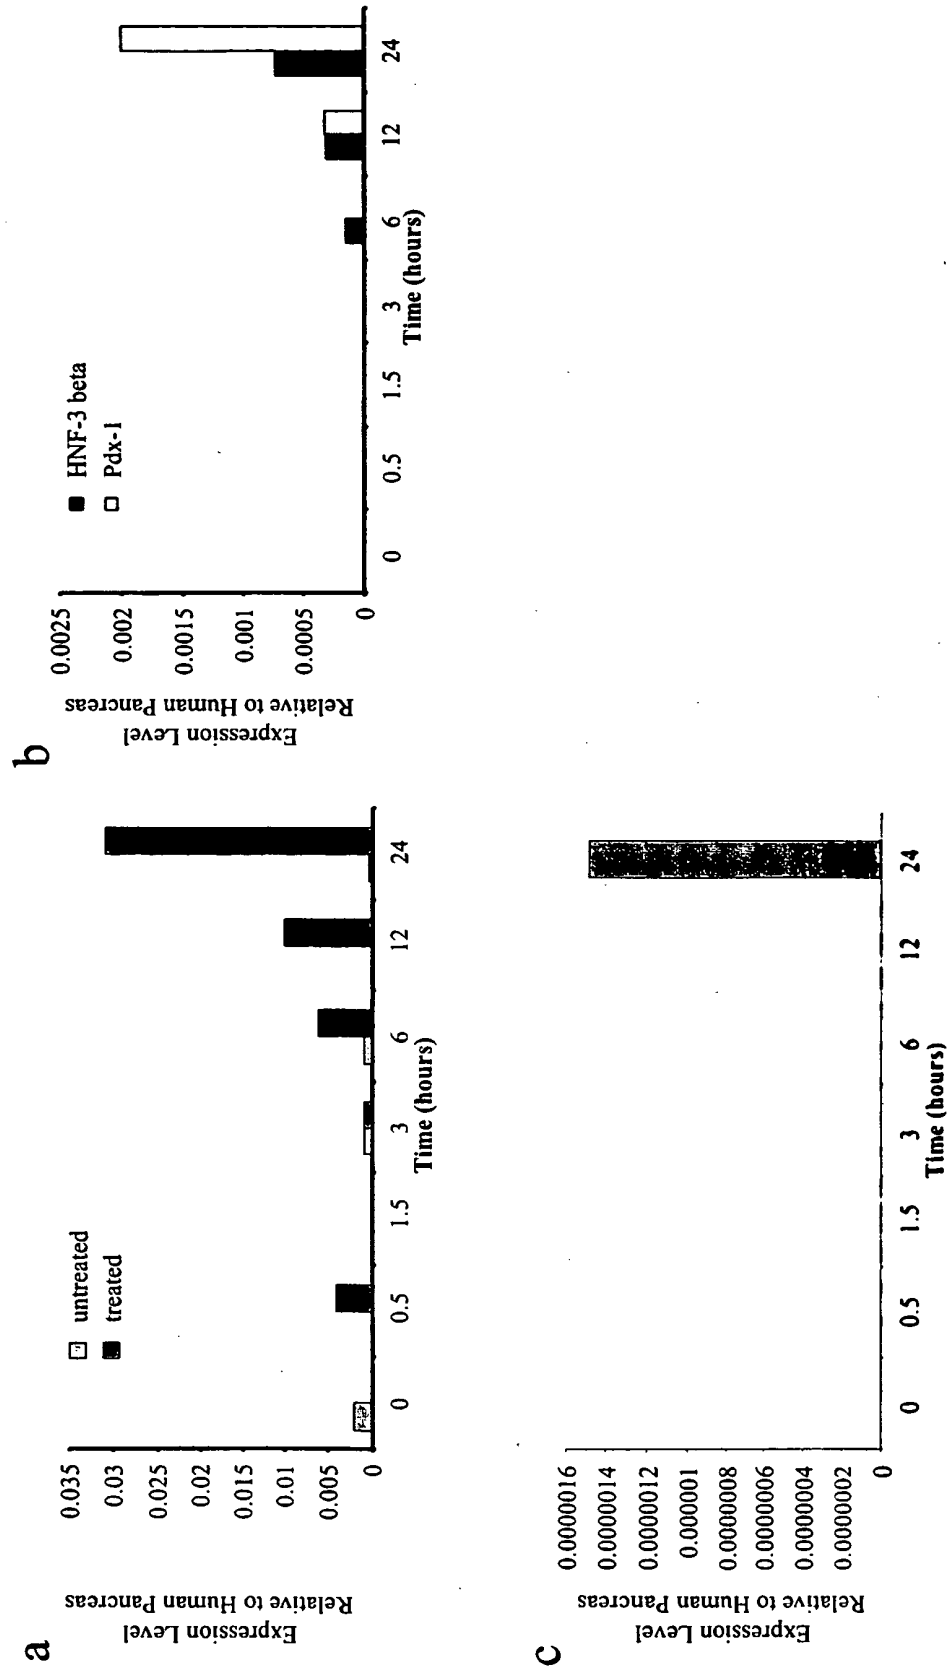 a
Expression Level
Relative to Human Pancreas
0.035
0.03
0.025
0.02
0.015
0.01
0.005
0
untreated
treated
0
0.5
1.5
3
6
12
24
Time (hours)
b
Expression Level
Relative to Human Pancreas
0.0025
0.002
0.0015
0.001
0.0005
0
HNF-3 beta
Pdx-1
0
0.5
1.5
3
6
12
24
Time (hours)
c
Expression Level
Relative to Human Pancreas
0.0000016
0.0000014
0.0000012
0.000001
0.0000008
0.0000006
0.0000004
0.0000002
0
0
0.5
1.5
3
6
12
24
Time (hours)